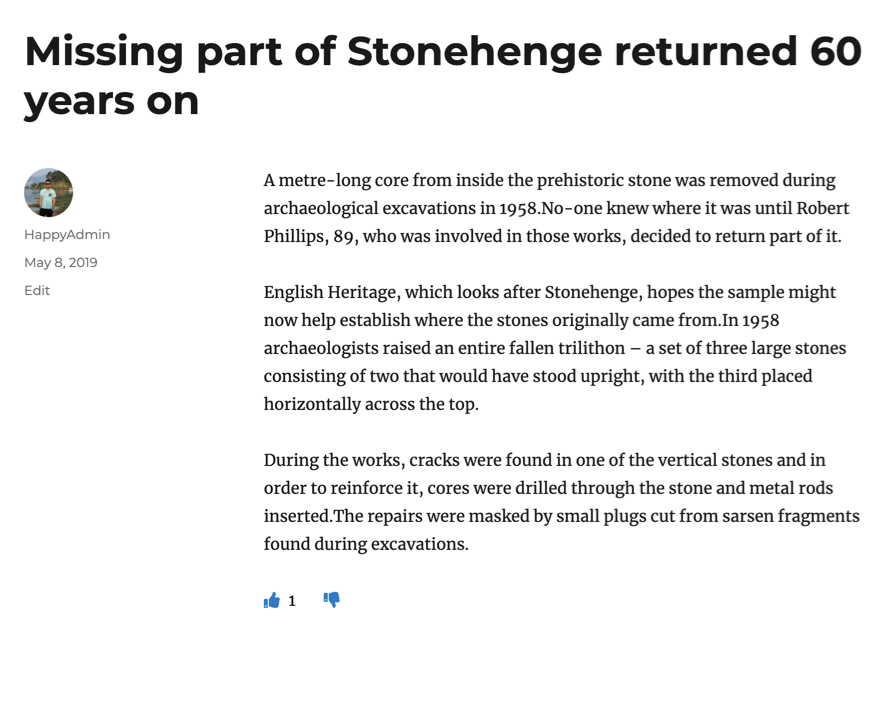 Missing part of Stonehenge returned 60
years on
HappyAdmin
May 8, 2019
Edit
A metre-long core from inside the prehistoric stone was removed during
archaeological excavations in 1958.No-one knew where it was until Robert
Phillips, 89, who was involved in those works, decided to return part of it.
English Heritage, which looks after Stonehenge, hopes the sample might
now help establish where the stones originally came from.In 1958
archaeologists raised an entire fallen trilithon – a set of three large stones
consisting of two that would have stood upright, with the third placed
horizontally across the top.
During the works, cracks were found in one of the vertical stones and in
order to reinforce it, cores were drilled through the stone and metal rods
inserted.The repairs were masked by small plugs cut from sarsen fragments
found during excavations.
1